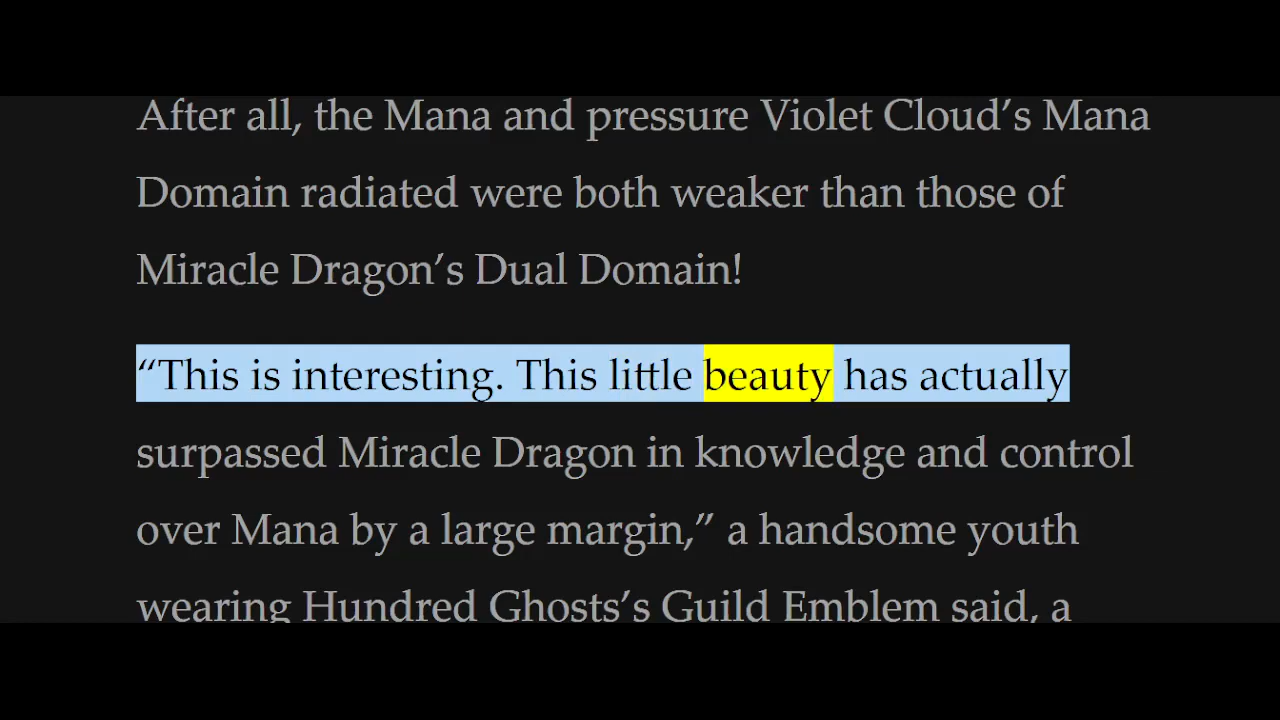 After all, the Mana and pressure Violet Cloud’s Mana
Domain radiated were both weaker than those of
Miracle Dragon’s Dual Domain!
“This is interesting. This little beauty has actually
surpassed Miracle Dragon in knowledge and control
over Mana by a large margin,” a handsome youth
wearing Hundred Ghosts’s Guild Emblem said, a